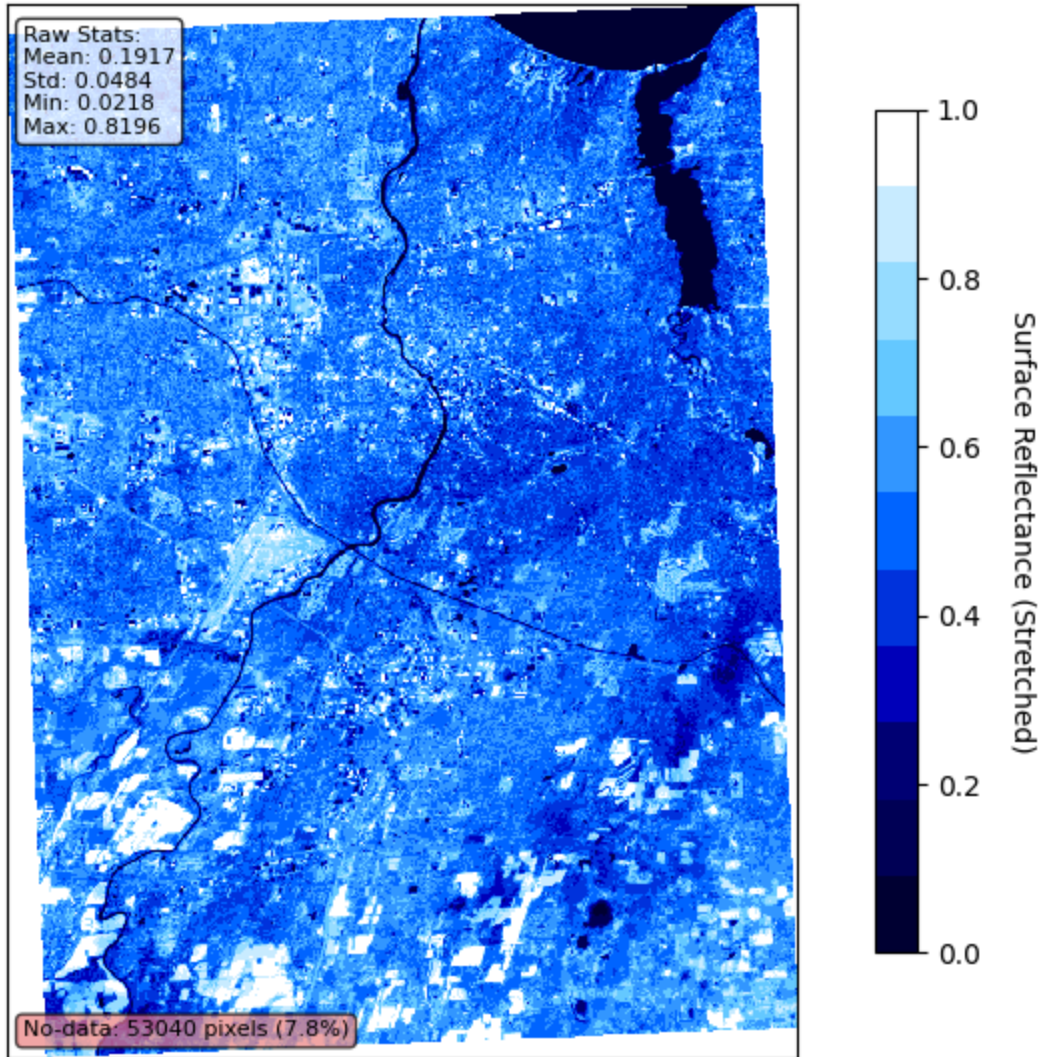 Raw Stats:
Mean: 0.1917
Std: 0.0484
Min: 0.0218
Max: 0.8196
1.0
0.8
0.6
0.4
0.2
0.0
Surface Reflectance (Stretched)
No-data: 53040 pixels (7.8%)